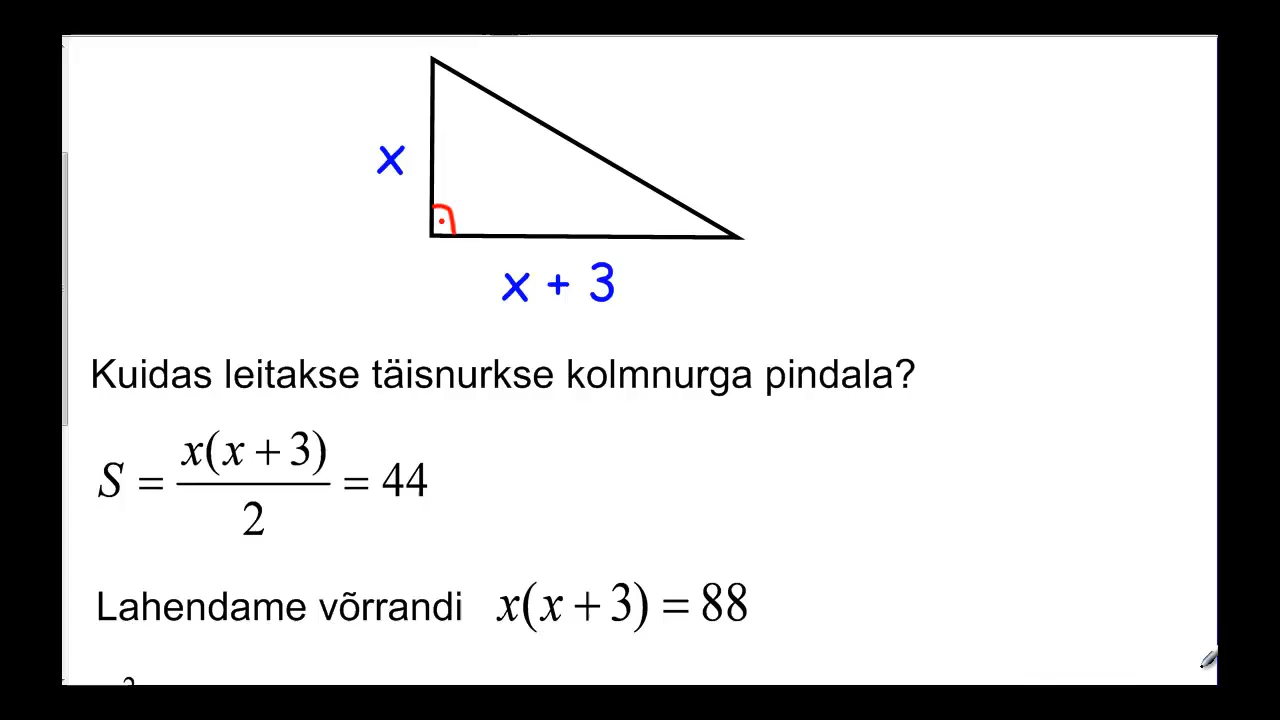 x
x + 3
Kuidas leitakse täisnurkse kolmnurga pindala?
S = x(x + 3) / 2 = 44
Lahendame võrrandi x(x + 3) = 88